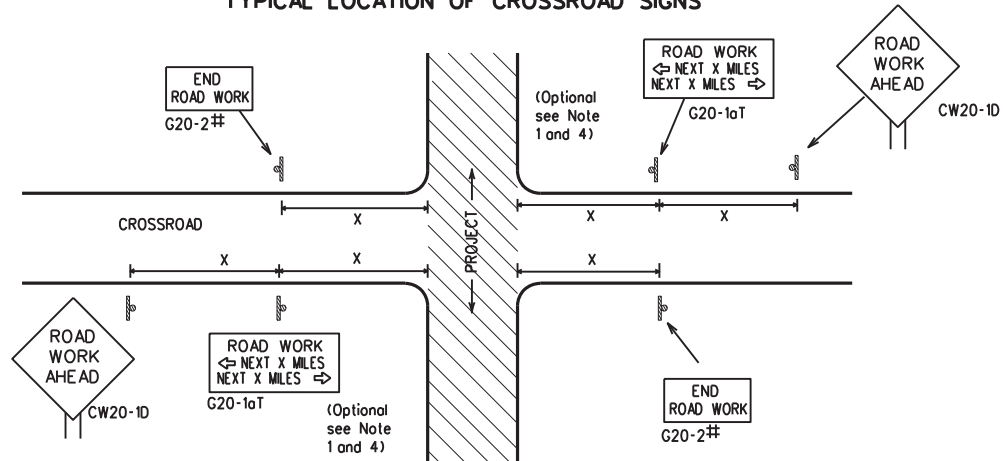 TYPICAL LOCATION OF CROSSROAD SIGNS
END
ROAD WORK
G20-2#
(Optional
see Note
1 and 4)
ROAD WORK
⇦ NEXT X MILES
NEXT X MILES ⇨
G20-1aT
ROAD
WORK
AHEAD
CW20-1D
X
X
X
CROSSROAD
PROJECT
X
X
X
ROAD
WORK
AHEAD
CW20-1D
ROAD WORK
⇦ NEXT X MILES
NEXT X MILES ⇨
G20-1aT
(Optional
see Note
1 and 4)
END
ROAD WORK
G20-2#